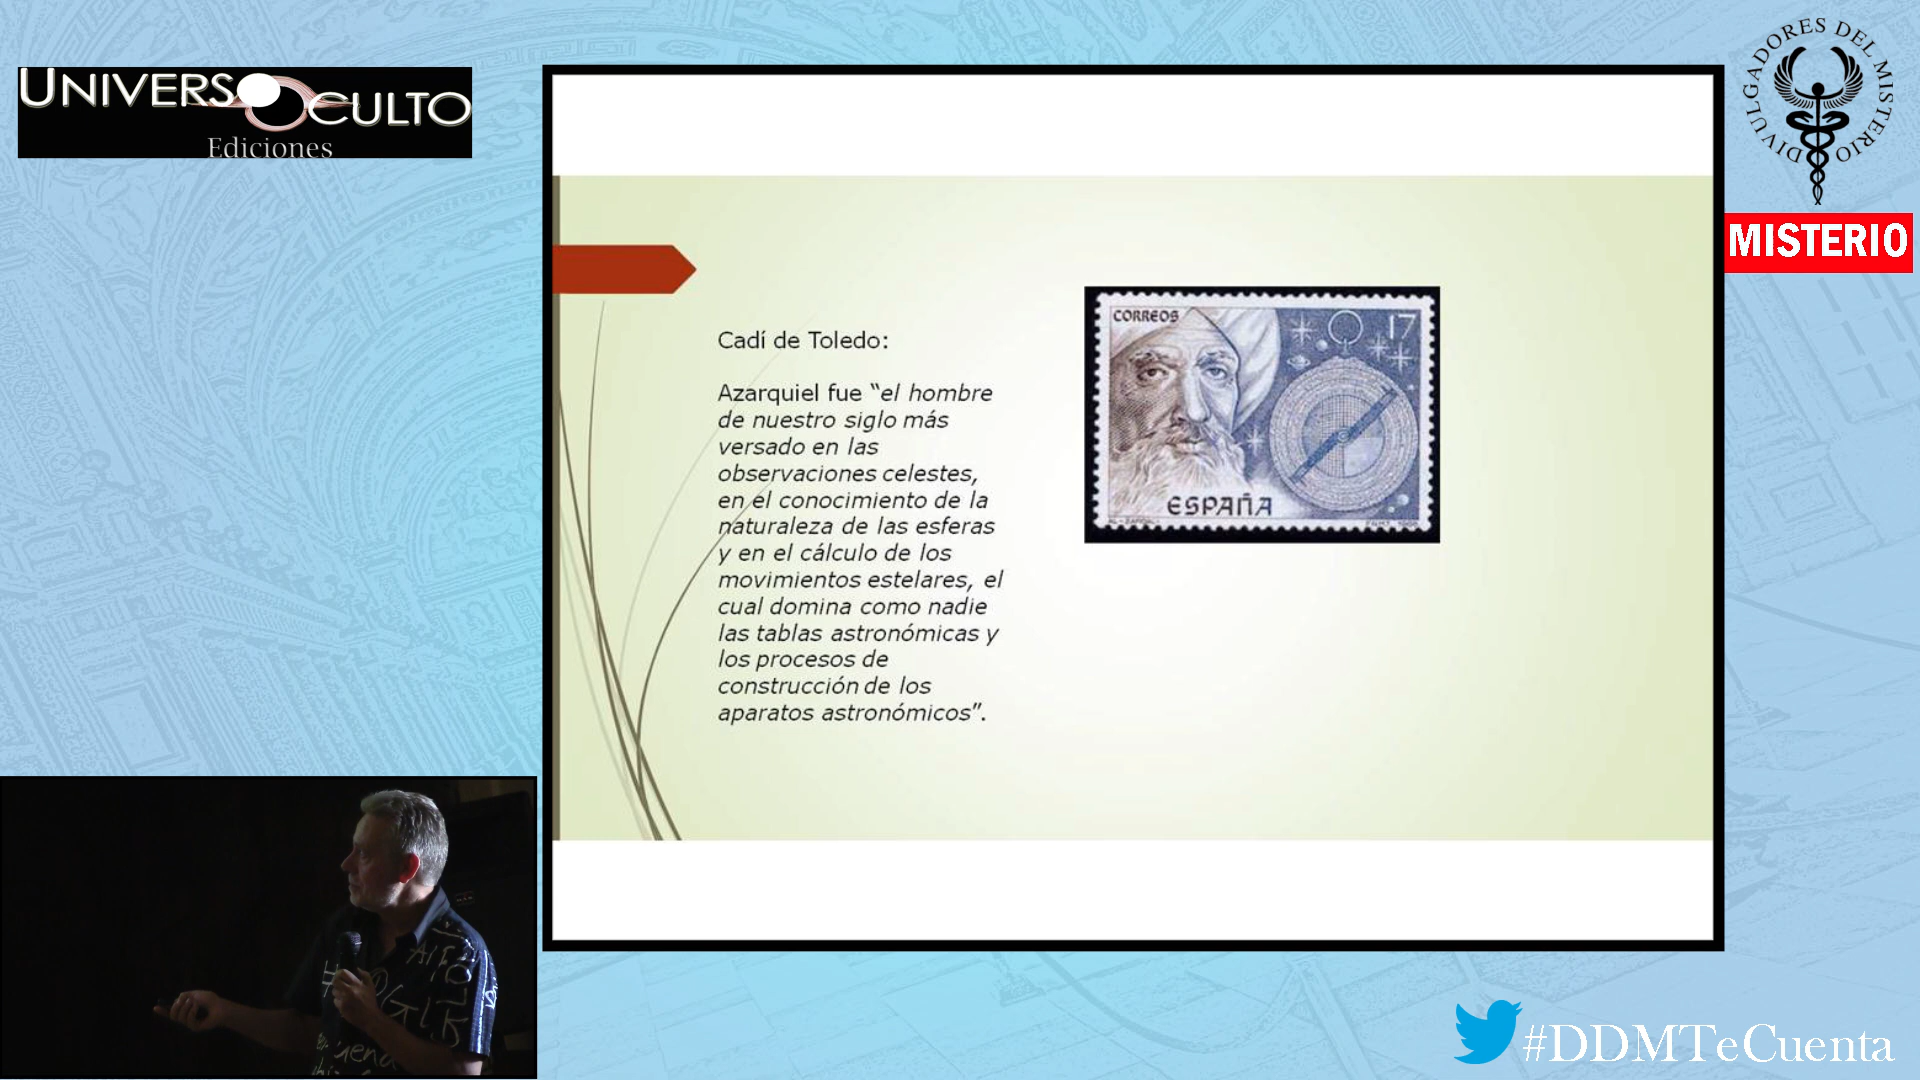 UNIVERSOCULTO
Ediciones
DIVULGADORES DEL MISTERIO
MISTERIO
Cadí de Toledo:
Azarquiel fue “el hombre
de nuestro siglo más
versado en las
observaciones celestes,
en el conocimiento de la
naturaleza de las esferas
y en el cálculo de los
movimientos estelares, el
cual domina como nadie
las tablas astronómicas y
los procesos de
construcción de los
aparatos astronómicos”.
CORREOS
17
ESPAÑA
#DDMTeCuenta